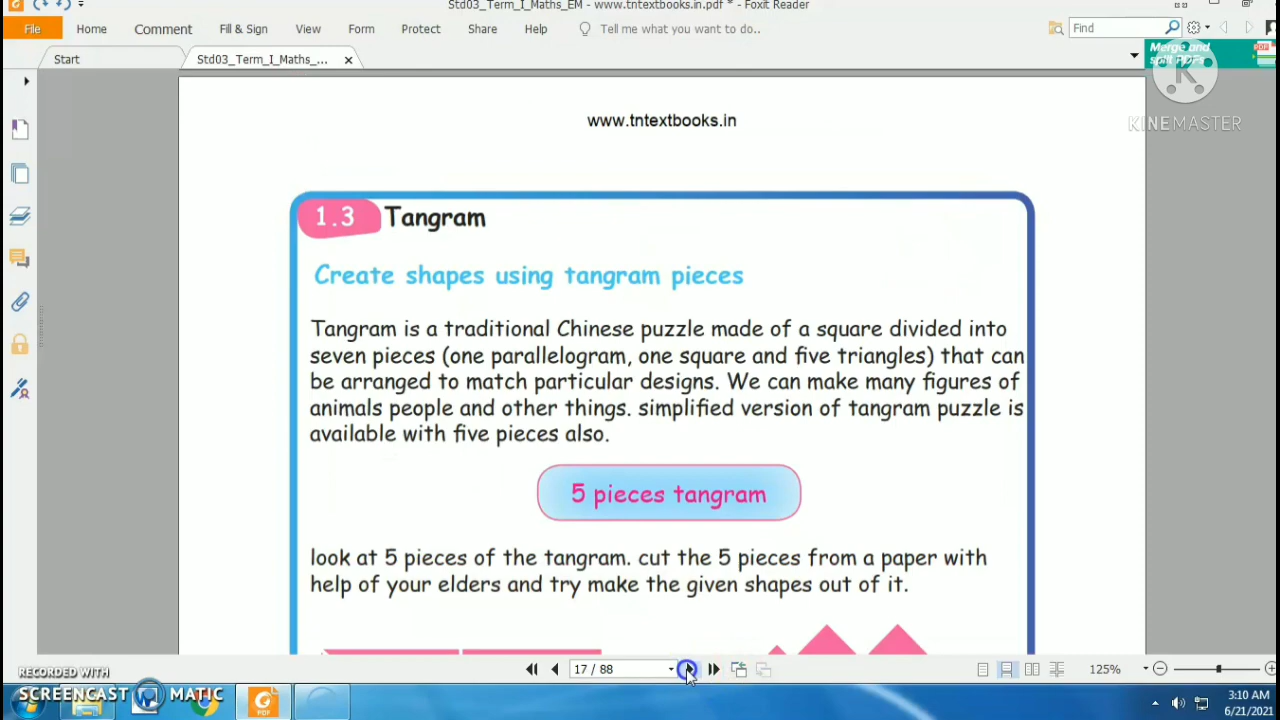 Std03_Term_I_Maths_EM - www.tntextbooks.in.pdf * - Foxit Reader
File Home Comment Fill & Sign View Form Protect Share Help Tell me what you want to do.. Find
Start Std03_Term_I_Maths_... Merge and
split PDFs
KINEMASTER
www.tntextbooks.in
1.3 Tangram
Create shapes using tangram pieces
Tangram is a traditional Chinese puzzle made of a square divided into
seven pieces (one parallelogram, one square and five triangles) that can
be arranged to match particular designs. We can make many figures of
animals people and other things. simplified version of tangram puzzle is
available with five pieces also.
5 pieces tangram
look at 5 pieces of the tangram. cut the 5 pieces from a paper with
help of your elders and try make the given shapes out of it.
17 / 88 125%
RECORDED WITH
SCREENCAST MATIC
3:10 AM
6/21/2021